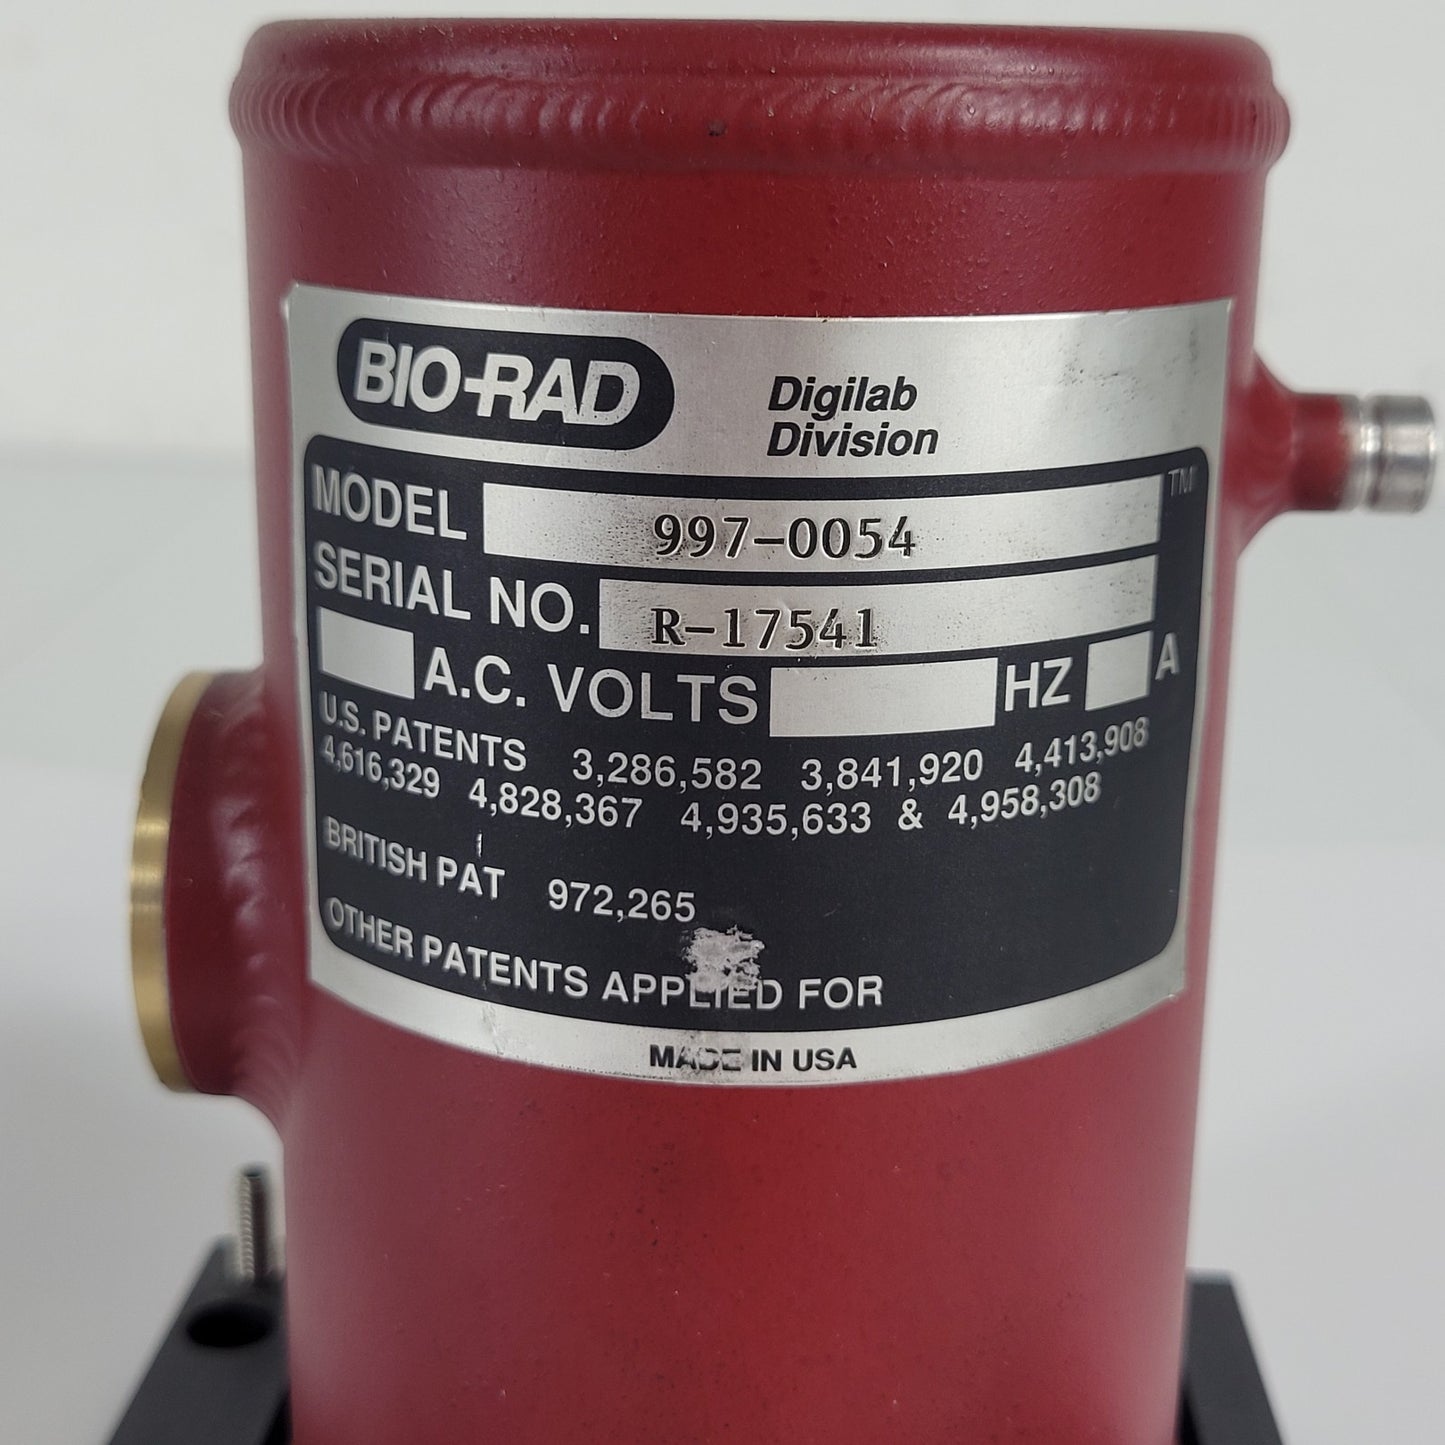 BIO-RAD
Digilab
Division
MODEL 997-0054 TM
SERIAL NO. R-17541
A.C. VOLTS HZ A
U.S. PATENTS 3,286,582 3,841,920 4,413,908
4,616,329 4,828,367 4,935,633 & 4,958,308
BRITISH PAT 972,265
OTHER PATENTS APPLIED FOR
MADE IN USA